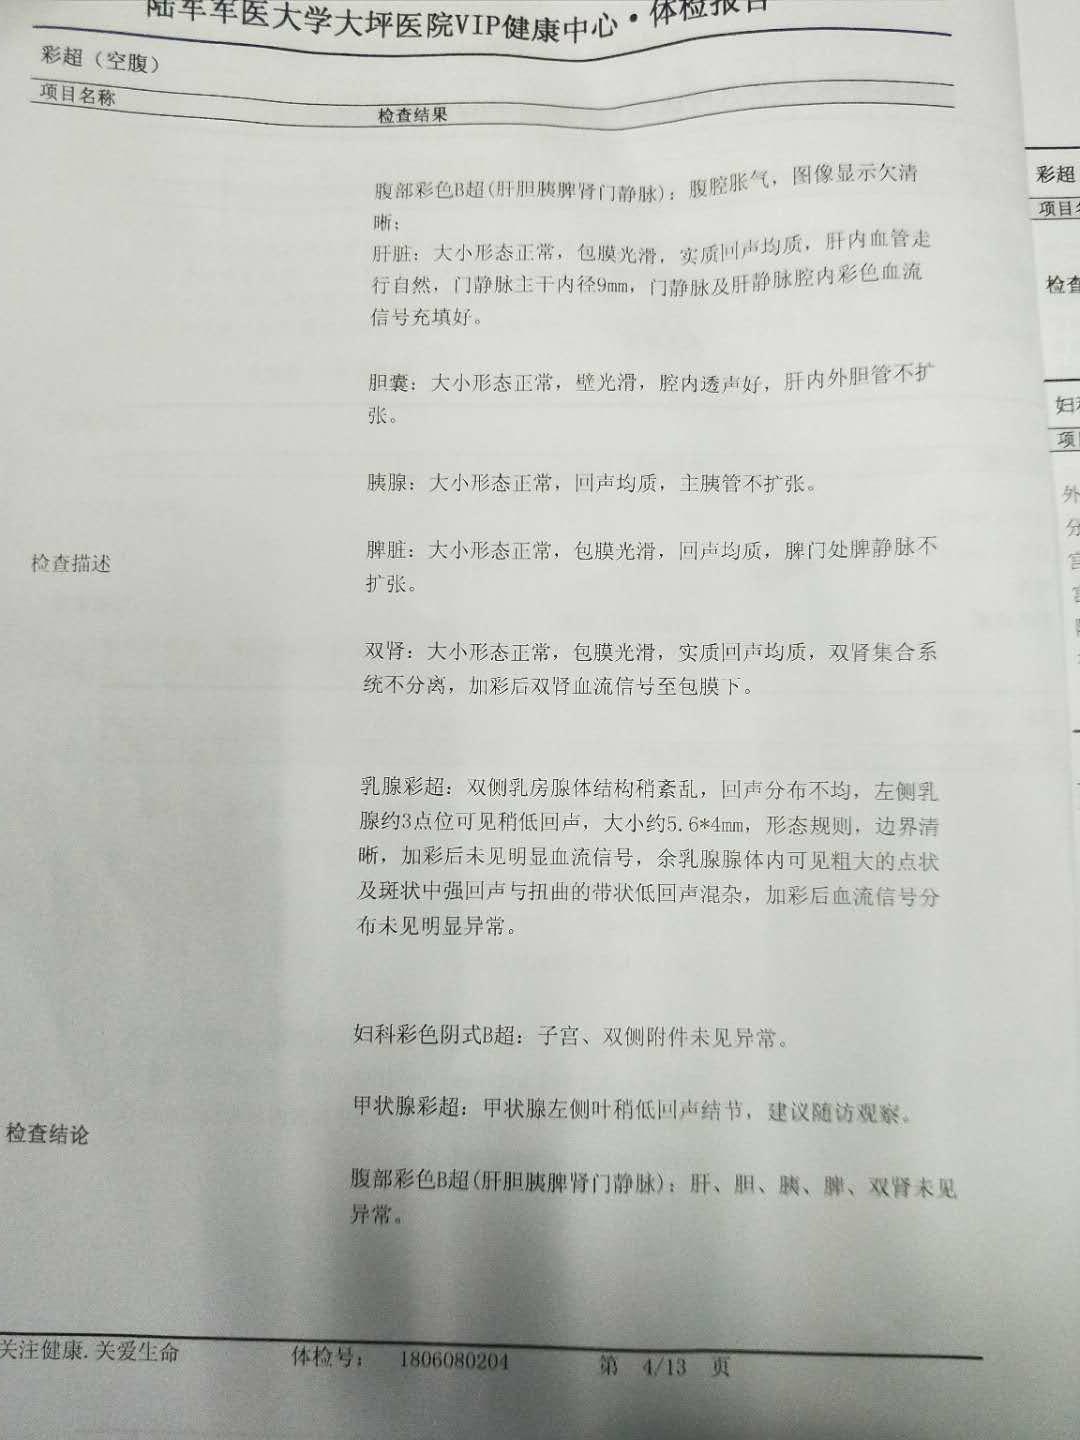 陆军军医大学大坪医院VIP健康中心·体检报告
彩超（空腹）
项目名称
检查结果
腹部彩色B超(肝胆胰脾肾门静脉)：腹腔胀气，图像显示欠清
晰；
肝脏：大小形态正常，包膜光滑，实质回声均质，肝内血管走
行自然，门静脉主干内径9mm，门静脉及肝静脉腔内彩色血流
信号充填好。
胆囊：大小形态正常，壁光滑，腔内透声好，肝内外胆管不扩
张。
胰腺：大小形态正常，回声均质，主胰管不扩张。
脾脏：大小形态正常，包膜光滑，回声均质，脾门处脾静脉不
扩张。
检查描述
双肾：大小形态正常，包膜光滑，实质回声均质，双肾集合系
统不分离，加彩后双肾血流信号至包膜下。
乳腺彩超：双侧乳房腺体结构稍紊乱，回声分布不均，左侧乳
腺约3点位可见稍低回声，大小约5.6*4mm，形态规则，边界清
晰，加彩后未见明显血流信号，余乳腺腺体内可见粗大的点状
及斑状中强回声与扭曲的带状低回声混杂，加彩后血流信号分
布未见明显异常。
妇科彩色阴式B超：子宫、双侧附件未见异常。
甲状腺彩超：甲状腺左侧叶稍低回声结节，建议随访观察。
检查结论
腹部彩色B超(肝胆胰脾肾门静脉)：肝、胆、胰、脾、双肾未见
异常。
关注健康.关爱生命
体检号： 1806080204
第 4/13 页
彩超
项目
检查
妇
项
外
分